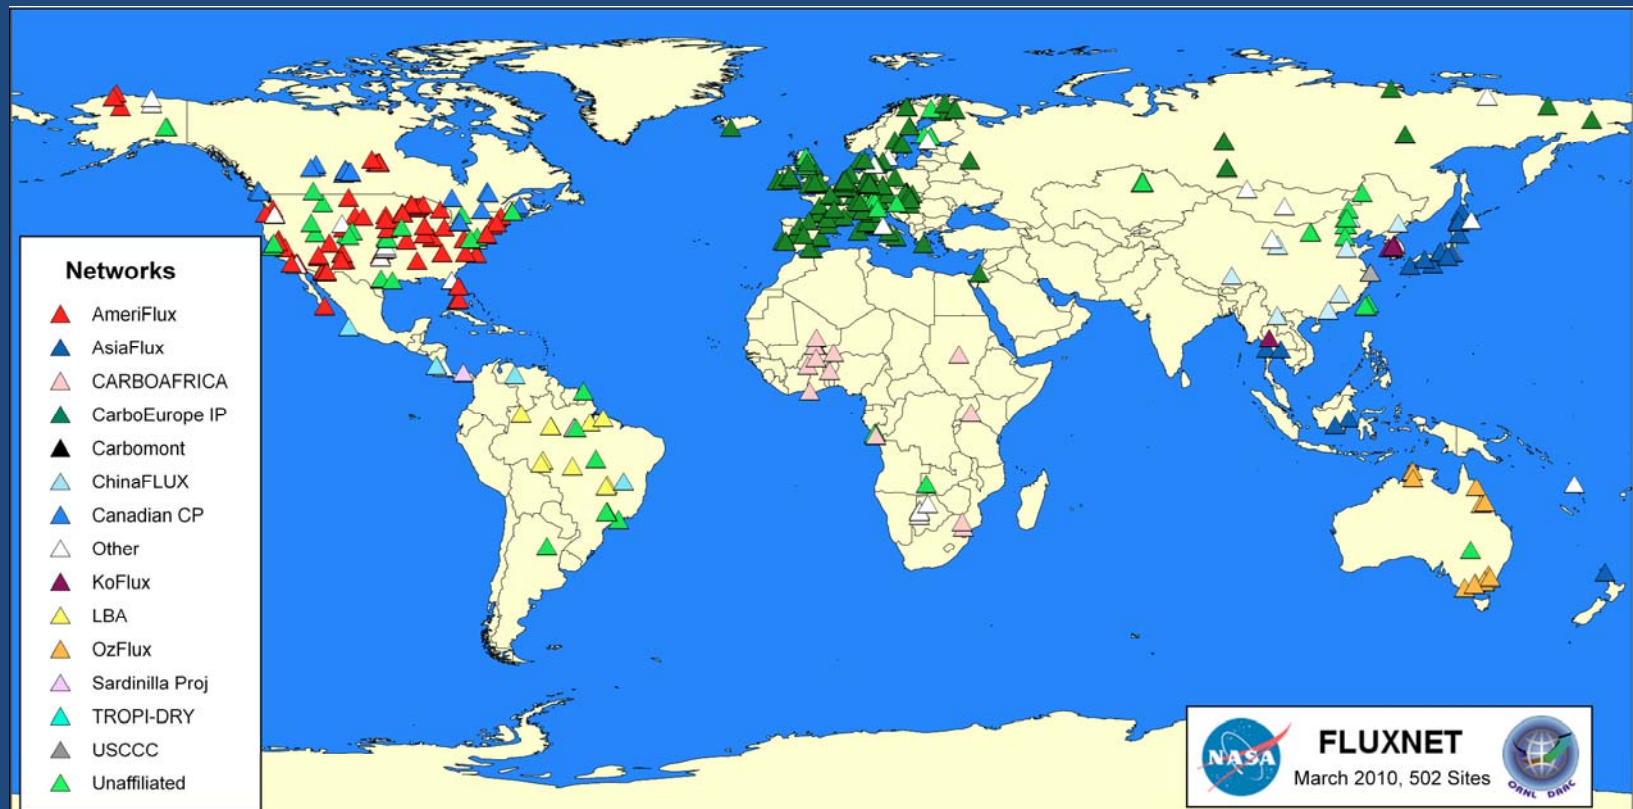 Networks
AmeriFlux
AsiaFlux
CARBOAFRICA
CarboEurope IP
Carbomont
ChinaFLUX
Canadian CP
Other
KoFlux
LBA
OzFlux
Sardinilla Proj
TROPI-DRY
USCCC
Unaffiliated
NASA
FLUXNET
March 2010, 502 Sites
ORNL DAAC